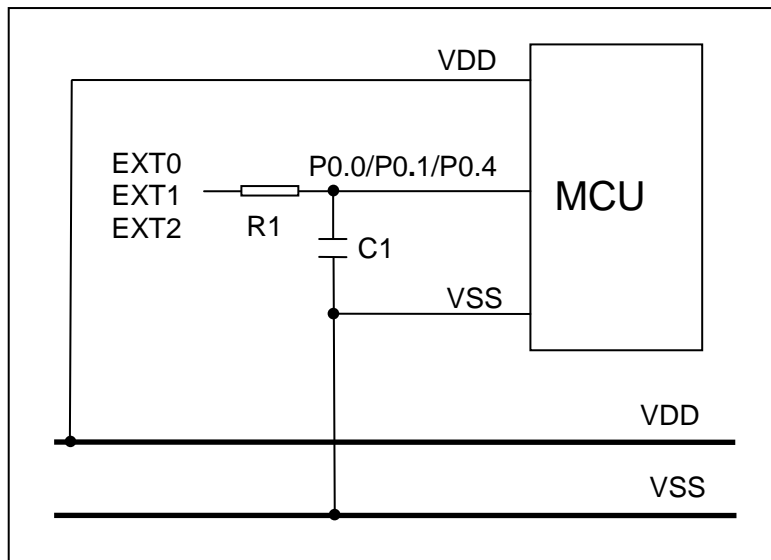 VDD
EXT0
EXT1
EXT2
P0.0/P0.1/P0.4
R1
C1
MCU
VSS
VDD
VSS